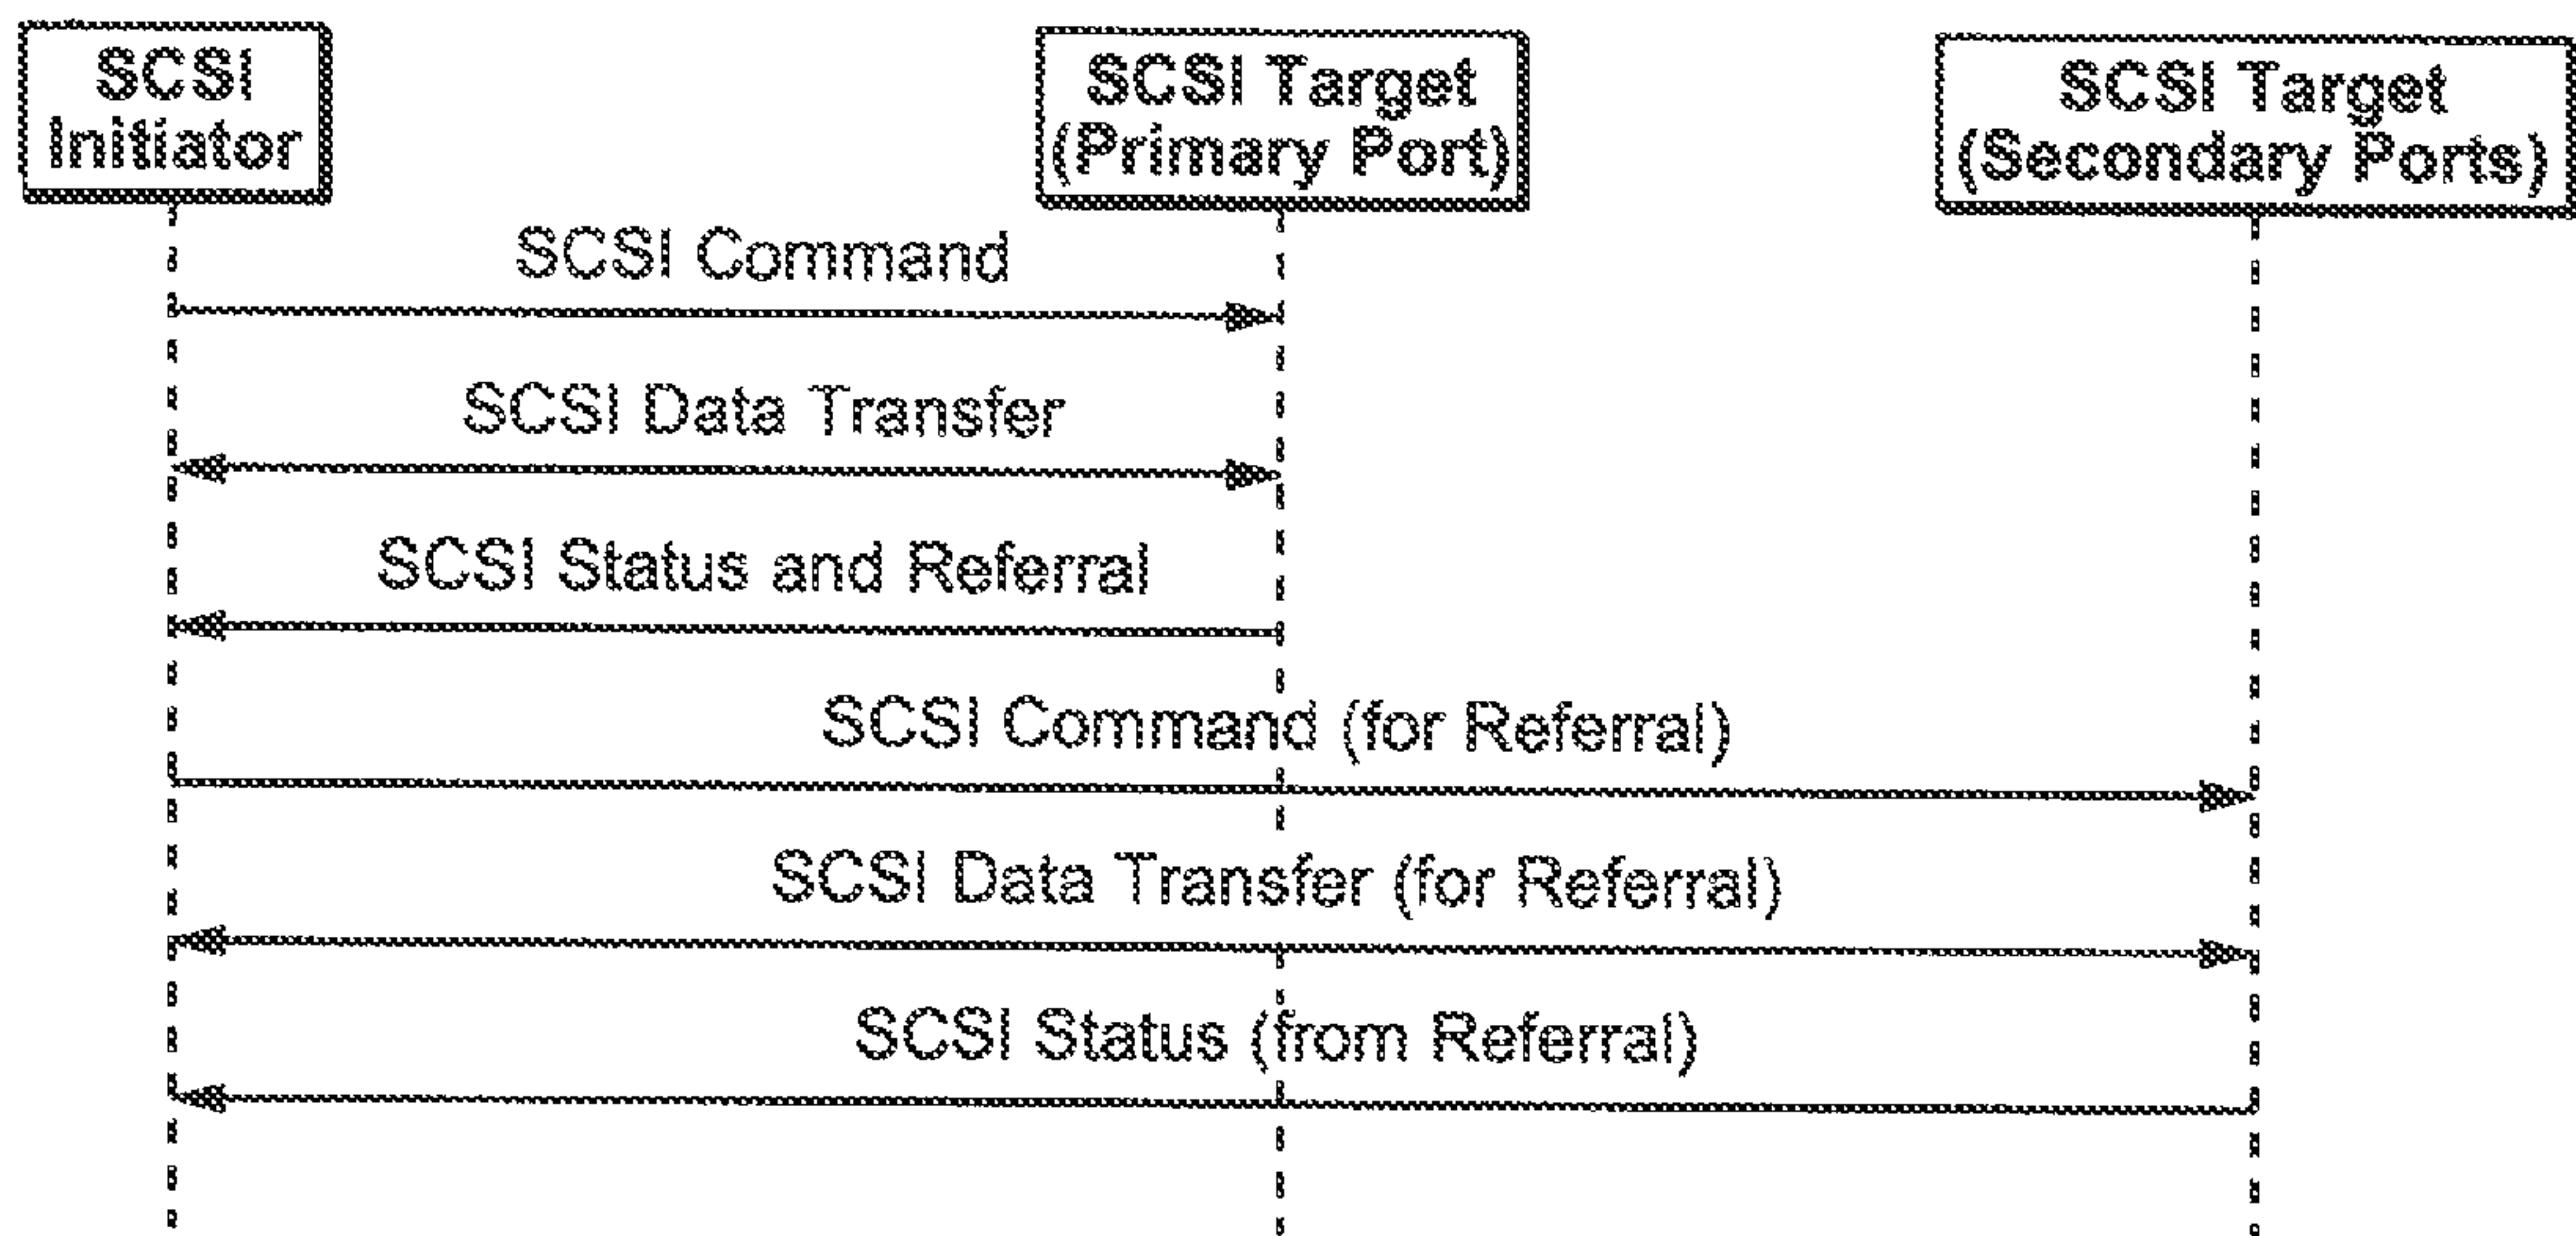 SCSI
Initiator
SCSI Target
(Primary Port)
SCSI Target
(Secondary Ports)
SCSI Command
SCSI Data Transfer
SCSI Status and Referral
SCSI Command (for Referral)
SCSI Data Transfer (for Referral)
SCSI Status (from Referral)